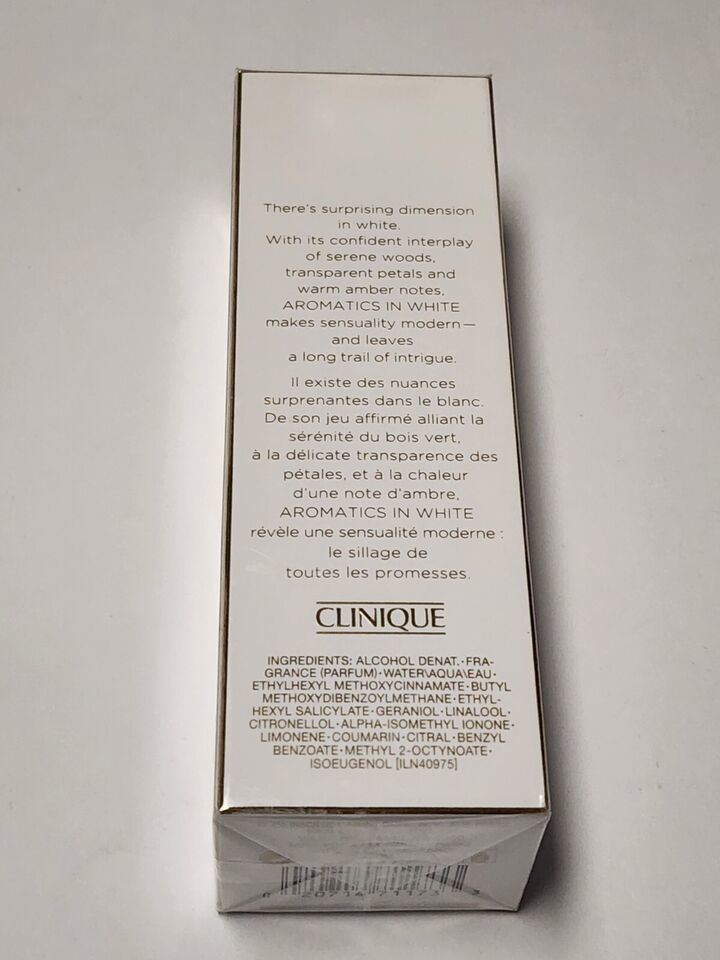 There's surprising dimension
in white.
With its confident interplay
of serene woods,
transparent petals and
warm amber notes,
AROMATICS IN WHITE
makes sensuality modern—
and leaves
a long trail of intrigue.
Il existe des nuances
surprenantes dans le blanc.
De son jeu affirmé alliant la
sérénité du bois vert,
à la délicate transparence des
pétales, et à la chaleur
d'une note d'ambre,
AROMATICS IN WHITE
révèle une sensualité moderne :
le sillage de
toutes les promesses.
CLINIQUE
INGREDIENTS: ALCOHOL DENAT.·FRA-
GRANCE (PARFUM)·WATER\AQUA\EAU·
ETHYLHEXYL METHOXYCINNAMATE·BUTYL
METHOXYDIBENZOYLMETHANE·ETHYL-
HEXYL SALICYLATE·GERANIOL·LINALOOL·
CITRONELLOL·ALPHA-ISOMETHYL IONONE·
LIMONENE·COUMARIN·CITRAL·BENZYL
BENZOATE·METHYL 2-OCTYNOATE·
ISOEUGENOL [ILN40975]